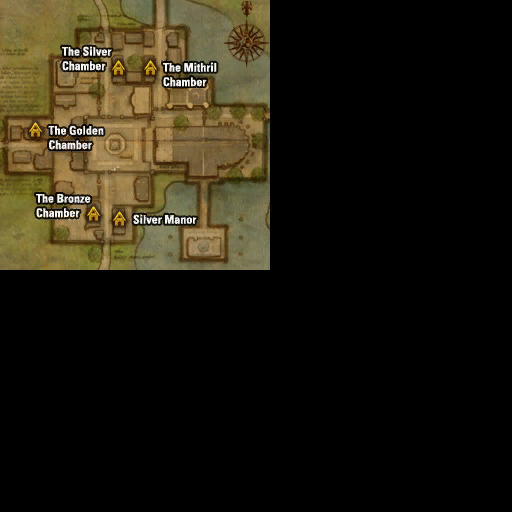 The Silver
Chamber
The Mithril
Chamber
The Golden
Chamber
The Bronze
Chamber
Silver Manor